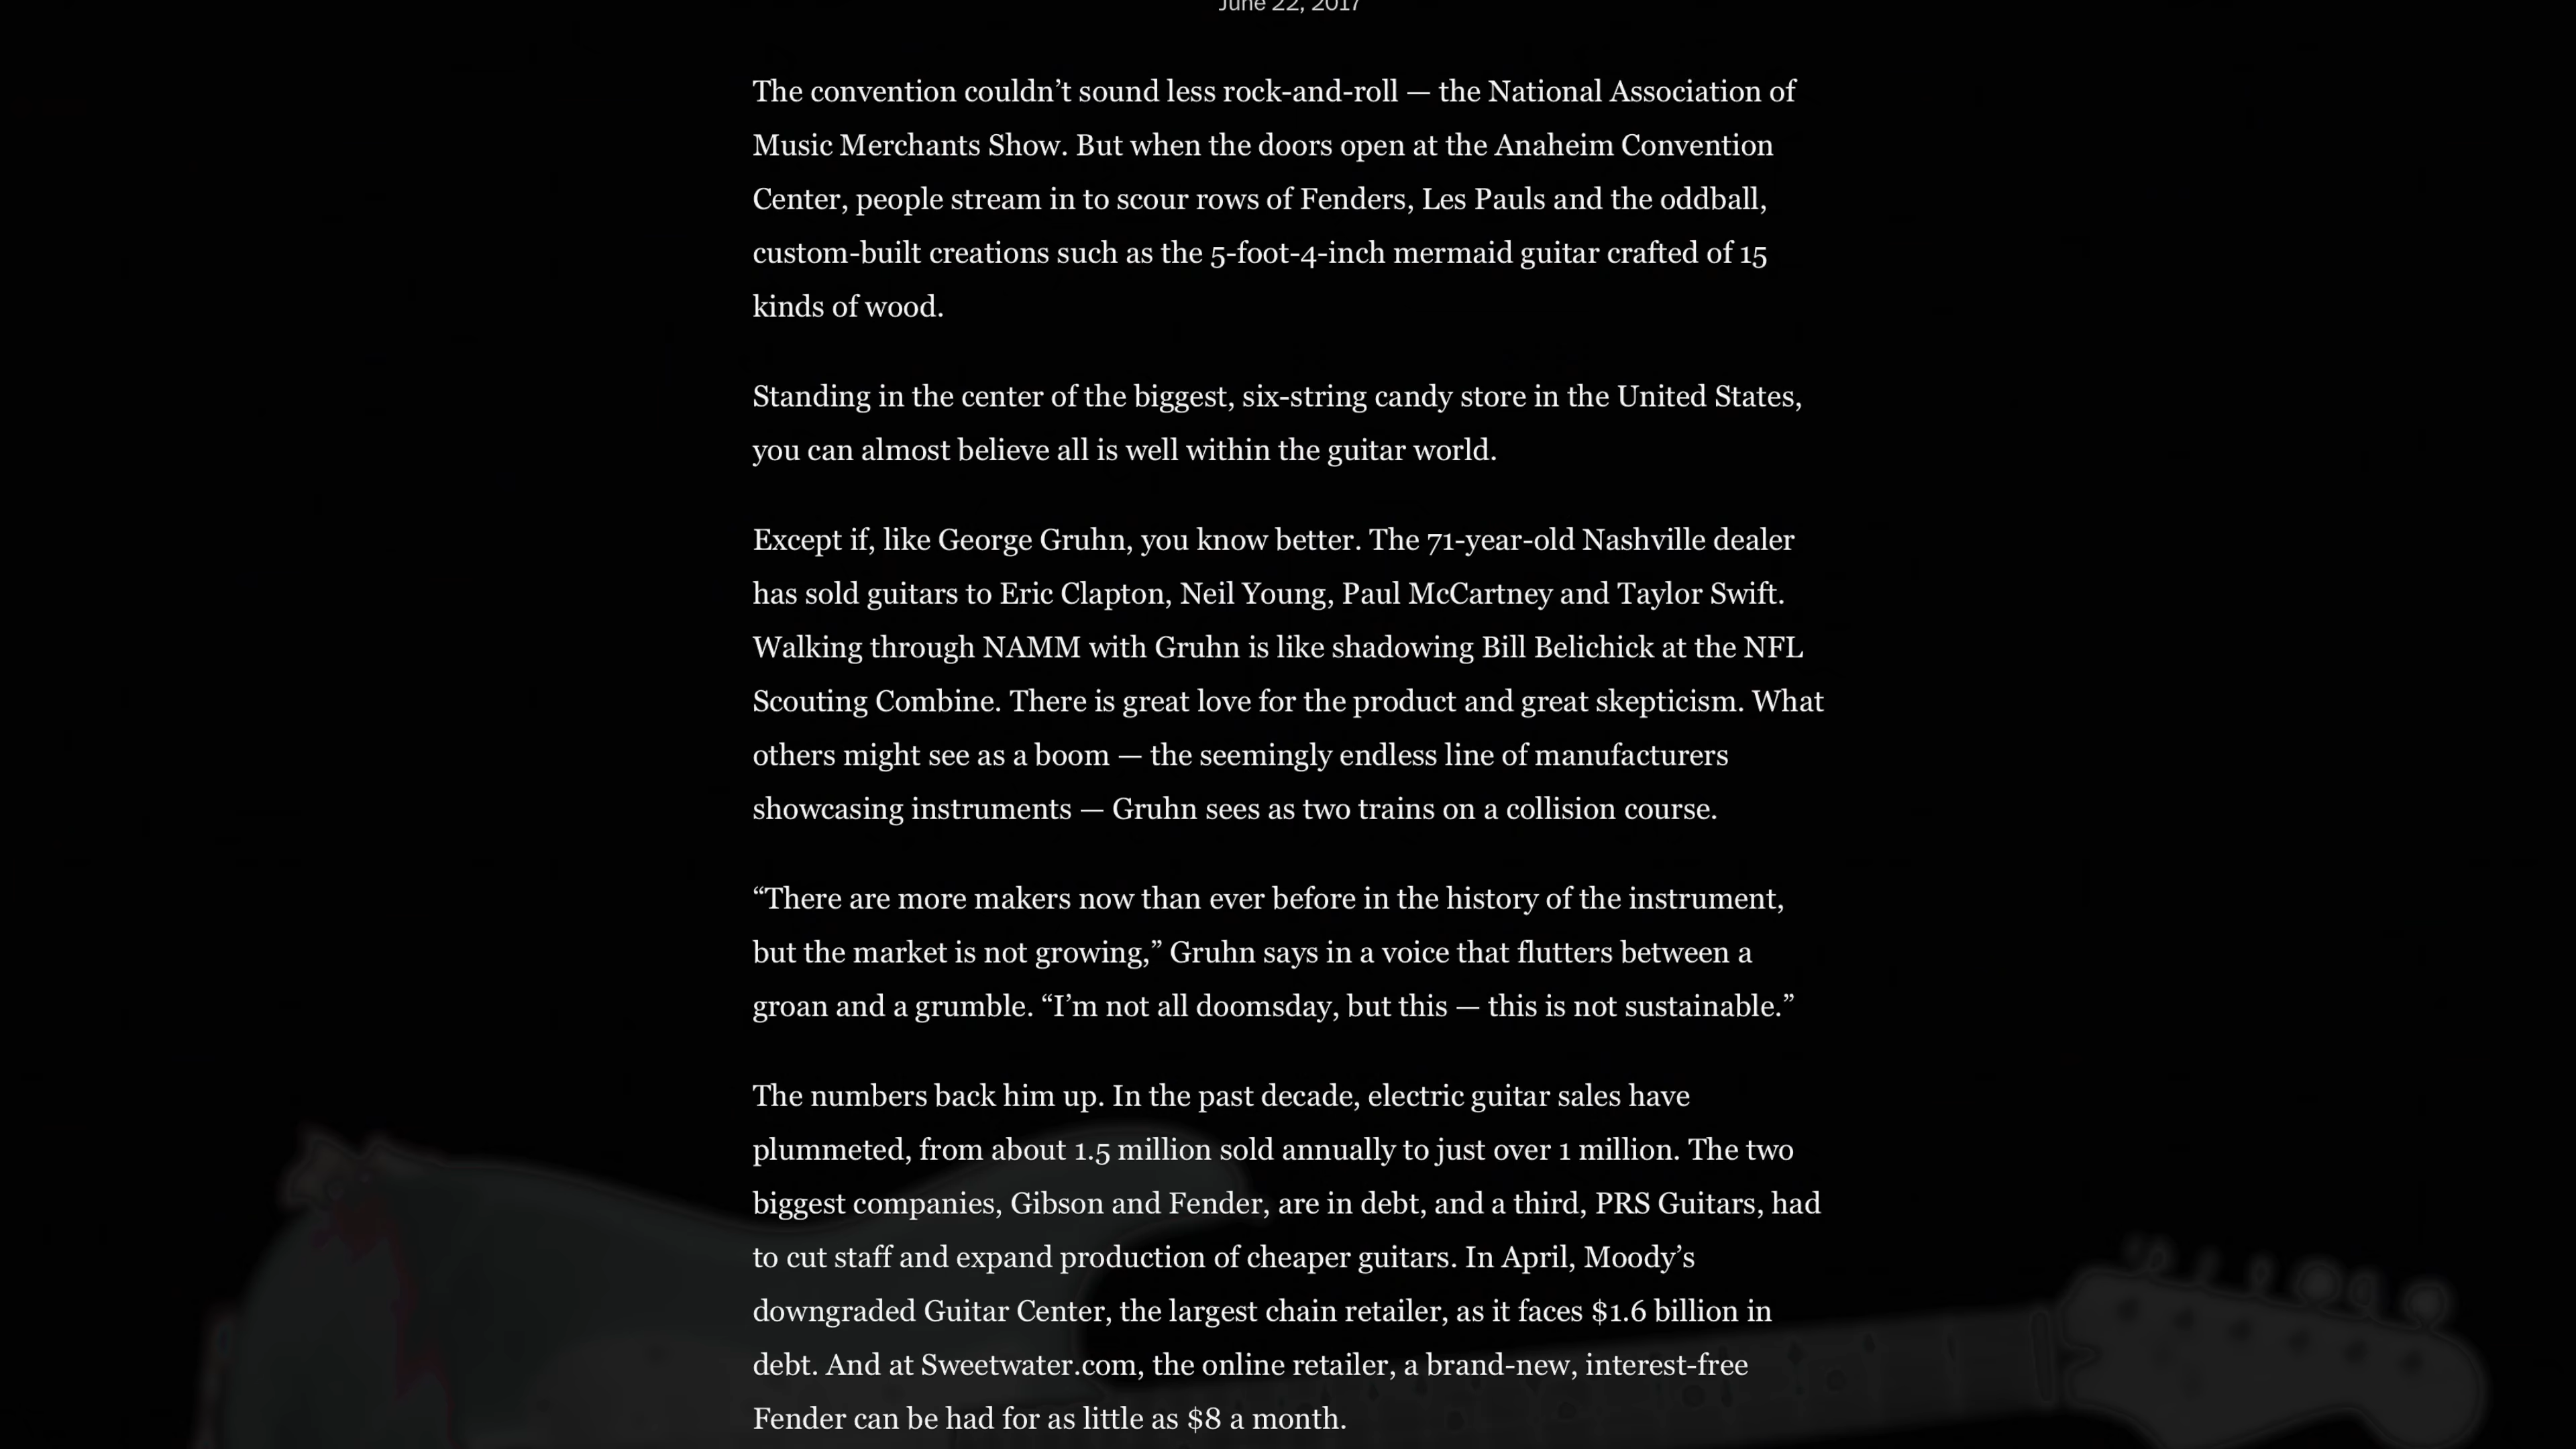 June 22, 2017
The convention couldn’t sound less rock-and-roll — the National Association of
Music Merchants Show. But when the doors open at the Anaheim Convention
Center, people stream in to scour rows of Fenders, Les Pauls and the oddball,
custom-built creations such as the 5-foot-4-inch mermaid guitar crafted of 15
kinds of wood.
Standing in the center of the biggest, six-string candy store in the United States,
you can almost believe all is well within the guitar world.
Except if, like George Gruhn, you know better. The 71-year-old Nashville dealer
has sold guitars to Eric Clapton, Neil Young, Paul McCartney and Taylor Swift.
Walking through NAMM with Gruhn is like shadowing Bill Belichick at the NFL
Scouting Combine. There is great love for the product and great skepticism. What
others might see as a boom — the seemingly endless line of manufacturers
showcasing instruments — Gruhn sees as two trains on a collision course.
“There are more makers now than ever before in the history of the instrument,
but the market is not growing,” Gruhn says in a voice that flutters between a
groan and a grumble. “I’m not all doomsday, but this — this is not sustainable.”
The numbers back him up. In the past decade, electric guitar sales have
plummeted, from about 1.5 million sold annually to just over 1 million. The two
biggest companies, Gibson and Fender, are in debt, and a third, PRS Guitars, had
to cut staff and expand production of cheaper guitars. In April, Moody’s
downgraded Guitar Center, the largest chain retailer, as it faces $1.6 billion in
debt. And at Sweetwater.com, the online retailer, a brand-new, interest-free
Fender can be had for as little as $8 a month.